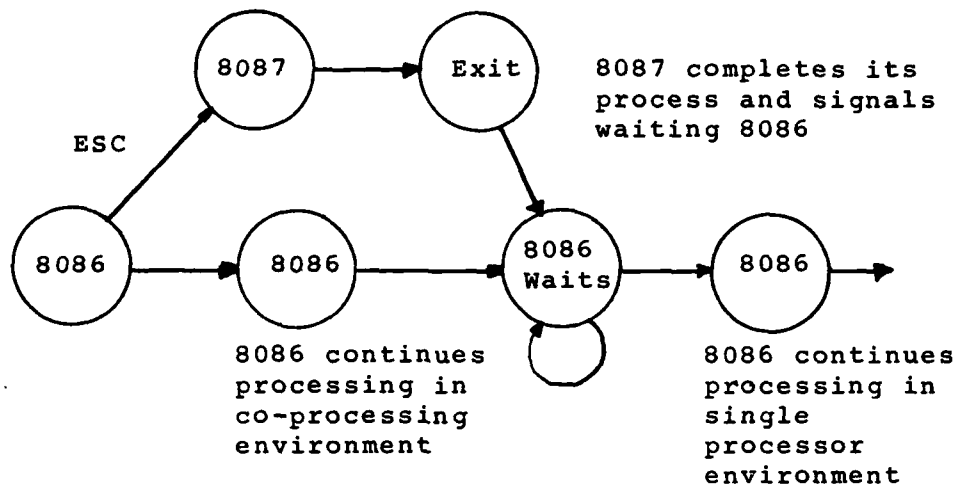 8087
Exit
8087 completes its
process and signals
waiting 8086
ESC
8086
8086
8086
Waits
8086
8086 continues
processing in
co-processing
environment
8086 continues
processing in
single
processor
environment